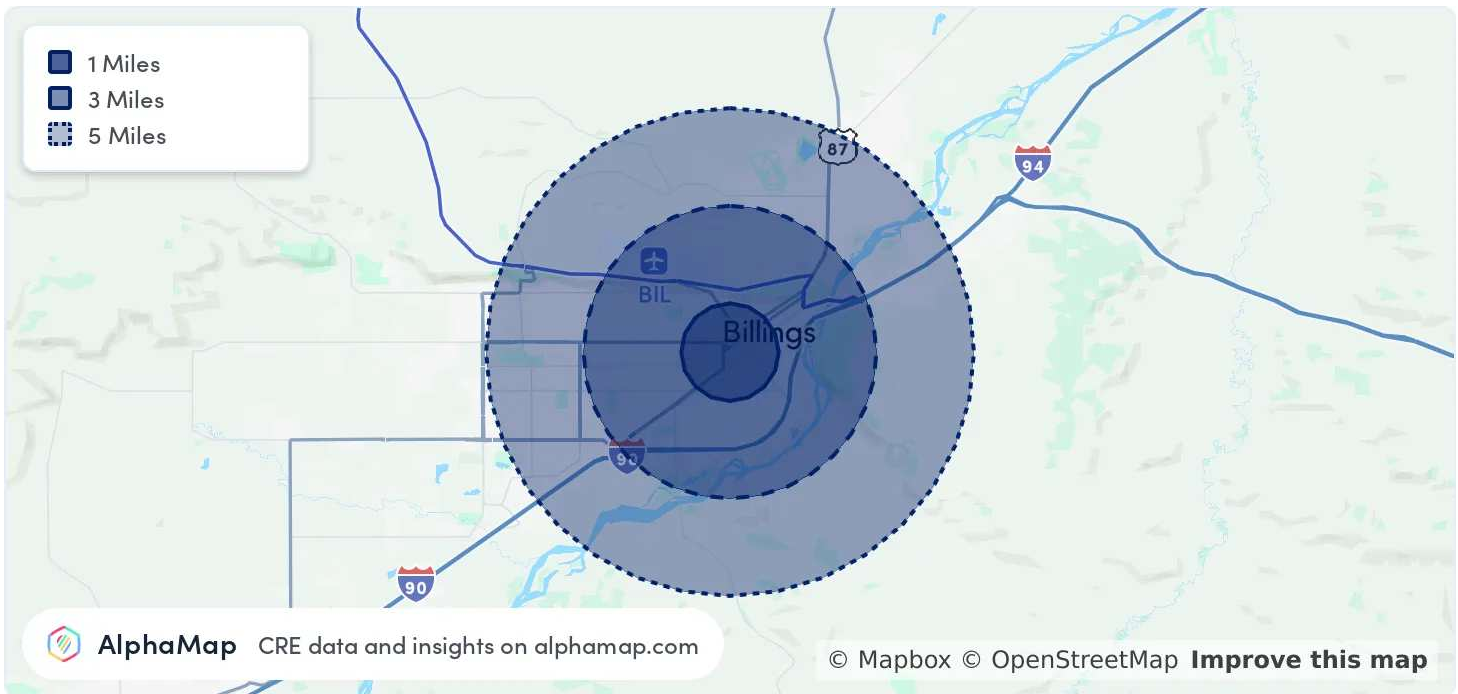 1 Miles
3 Miles
5 Miles
87
94
BIL
Billings
90
90
AlphaMap CRE data and insights on alphamap.com
© Mapbox © OpenStreetMap Improve this map